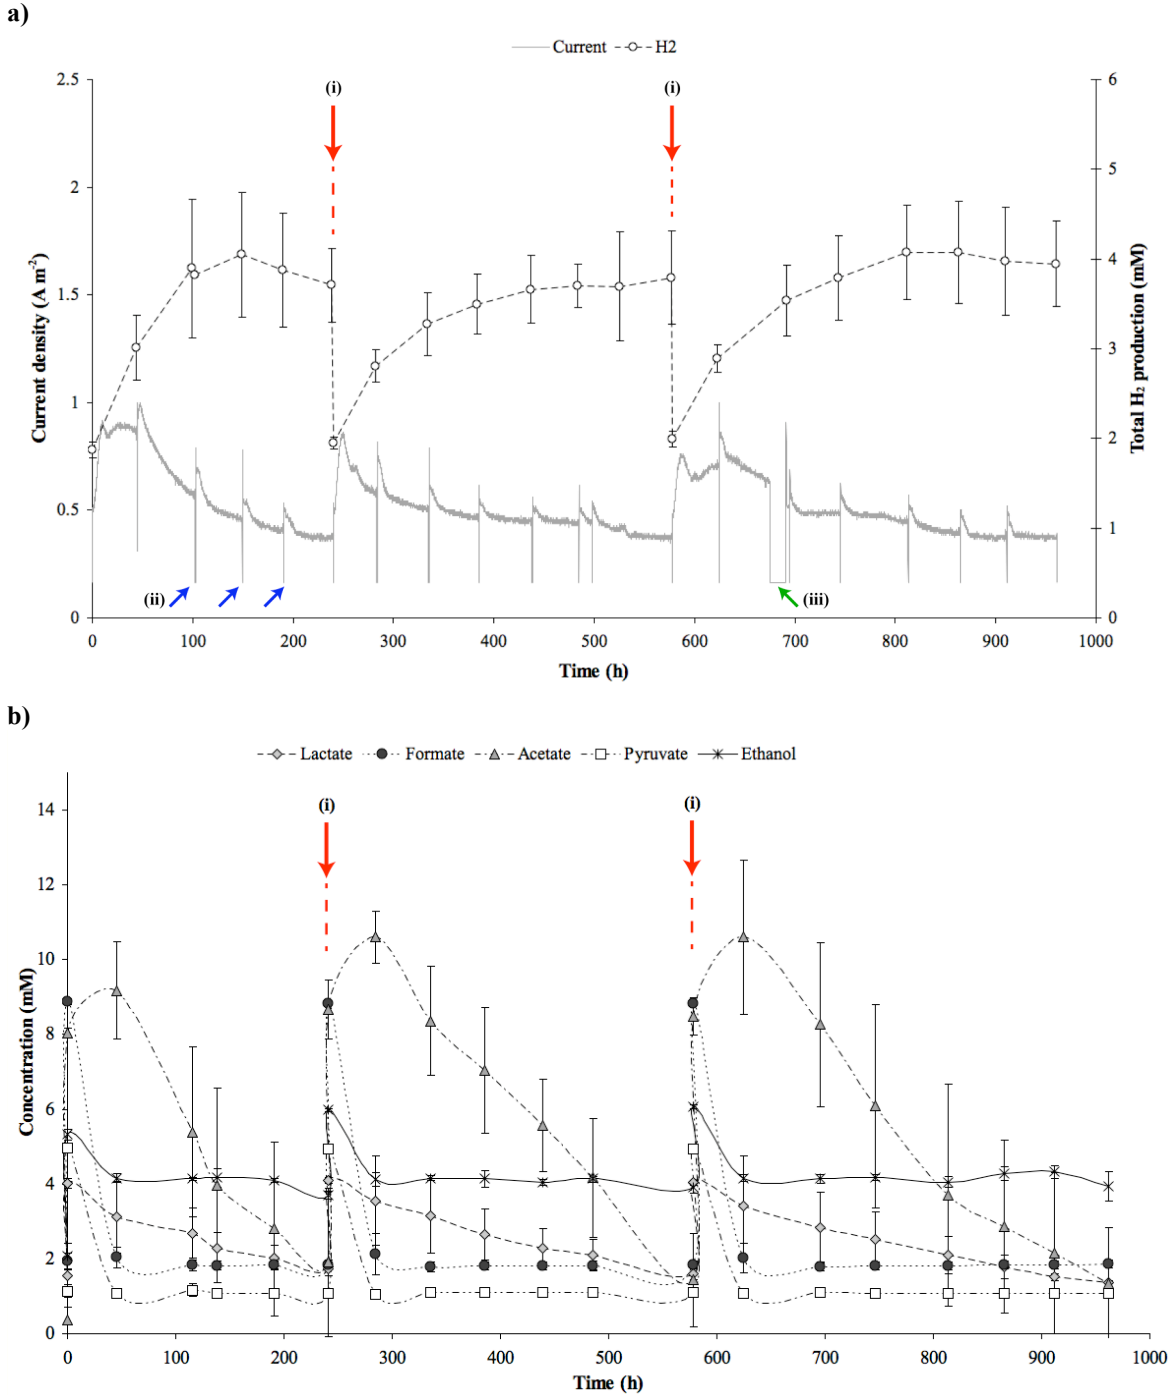 a)
Current H2
(i) (i)
2.5 6
5
2
4
1.5
3
1
2
0.5
1
(ii) (iii)
0 0
0 100 200 300 400 500 600 700 800 900 1000
Current density (A m-2)
Total H2 production (mM)
Time (h)
b)
Lactate Formate Acetate Pyruvate Ethanol
(i) (i)
14
12
10
8
6
4
2
0
0 100 200 300 400 500 600 700 800 900 1000
Concentration (mM)
Time (h)